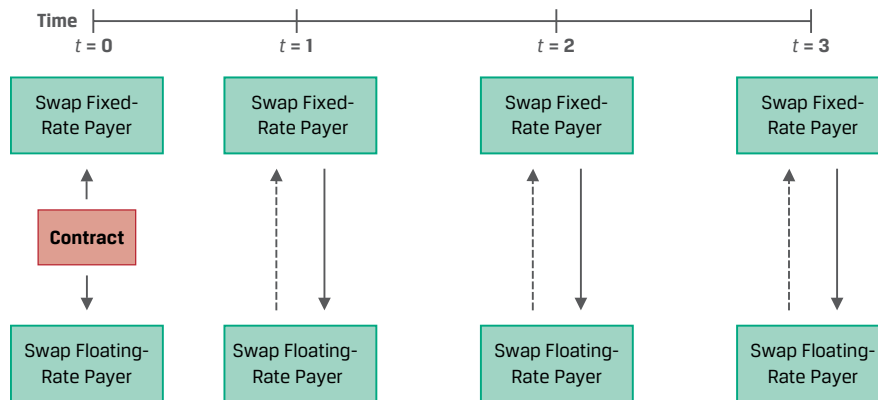 Time
t = 0
t = 1
t = 2
t = 3
Swap Fixed-
Rate Payer
Swap Fixed-
Rate Payer
Swap Fixed-
Rate Payer
Swap Fixed-
Rate Payer
Contract
Swap Floating-
Rate Payer
Swap Floating-
Rate Payer
Swap Floating-
Rate Payer
Swap Floating-
Rate Payer